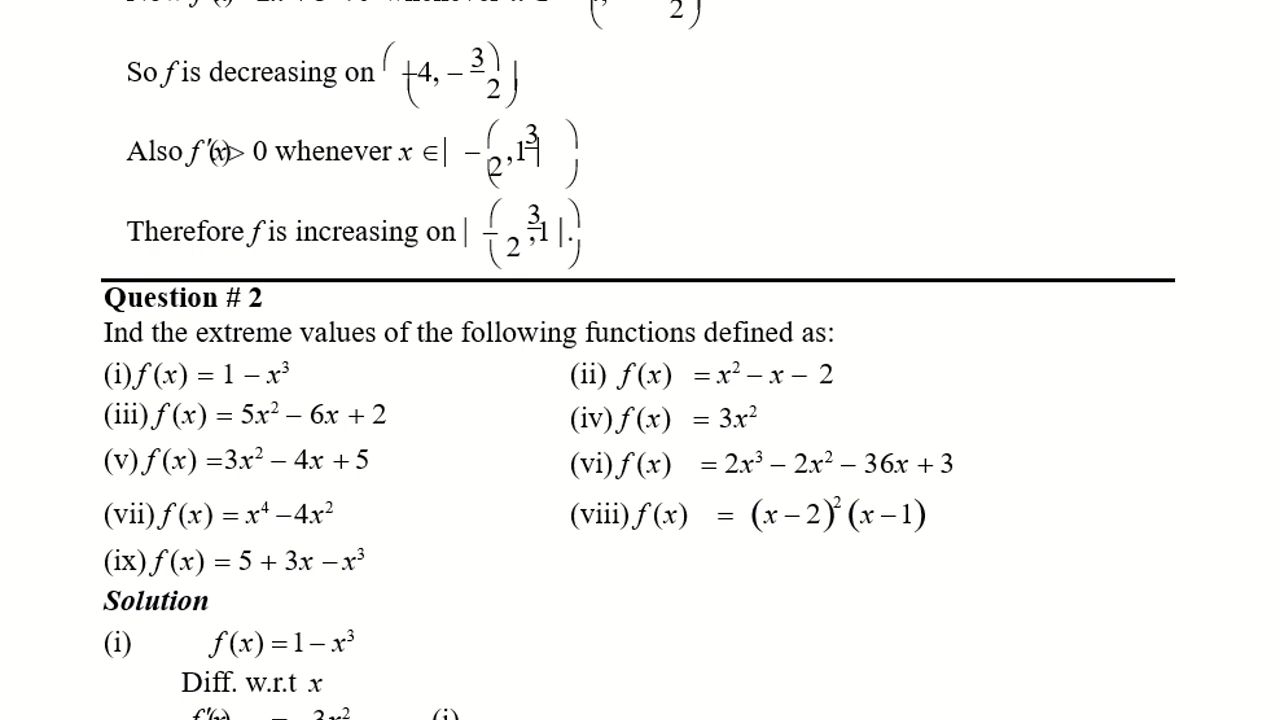 So f is decreasing on (−4, − 3/2)
Also f′(x) > 0 whenever x ∈ (−3/2, 1)
Therefore f is increasing on (−3/2, 1).
Question # 2
Ind the extreme values of the following functions defined as:
(i) f(x) = 1 − x³ (ii) f(x) = x² − x − 2
(iii) f(x) = 5x² − 6x + 2 (iv) f(x) = 3x²
(v) f(x) = 3x² − 4x + 5 (vi) f(x) = 2x³ − 2x² − 36x + 3
(vii) f(x) = x⁴ − 4x² (viii) f(x) = (x − 2)² (x − 1)
(ix) f(x) = 5 + 3x − x³
Solution
(i) f(x) = 1 − x³
Diff. w.r.t x